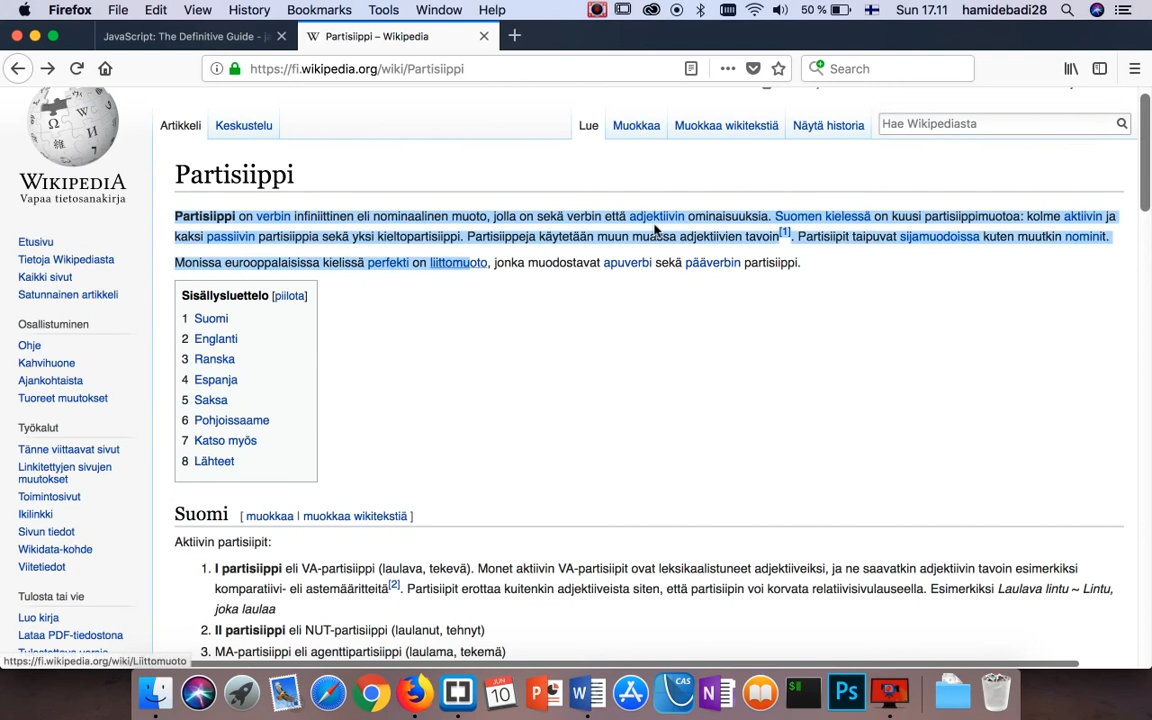 Firefox File Edit View History Bookmarks Tools Window Help 50 % Sun 17.11 hamidebadi28
JavaScript: The Definitive Guide - Partisiippi – Wikipedia
https://fi.wikipedia.org/wiki/Partisiippi Search
Artikkeli Keskustelu Lue Muokkaa Muokkaa wikitekstiä Näytä historia Hae Wikipediasta
WIKIPEDIA
Vapaa tietosanakirja
Etusivu
Tietoja Wikipediasta
Kaikki sivut
Satunnainen artikkeli
Osallistuminen
Ohje
Kahvihuone
Ajankohtaista
Tuoreet muutokset
Työkalut
Tänne viittaavat sivut
Linkitettyjen sivujen
muutokset
Toimintosivut
Ikilinkki
Sivun tiedot
Wikidata-kohde
Viitetiedot
Tulosta tai vie
Luo kirja
Lataa PDF-tiedostona
Partisiippi
Partisiippi on verbin infiniittinen eli nominaalinen muoto, jolla on sekä verbin että adjektiivin ominaisuuksia. Suomen kielessä on kuusi partisiippimuotoa: kolme aktiivin ja
kaksi passiivin partisiippia sekä yksi kieltopartisiippi. Partisiippeja käytetään muun muassa adjektiivien tavoin[1]. Partisiipit taipuvat sijamuodoissa kuten muutkin nominit.
Monissa eurooppalaisissa kielissä perfekti on liittomuoto, jonka muodostavat apuverbi sekä pääverbin partisiippi.
Sisällysluettelo [piilota]
1 Suomi
2 Englanti
3 Ranska
4 Espanja
5 Saksa
6 Pohjoissaame
7 Katso myös
8 Lähteet
Suomi [ muokkaa | muokkaa wikitekstiä ]
Aktiivin partisiipit:
1. I partisiippi eli VA-partisiippi (laulava, tekevä). Monet aktiivin VA-partisiipit ovat leksikaalistuneet adjektiiveiksi, ja ne saavatkin adjektiivin tavoin esimerkiksi
komparatiivi- eli astemääritteitä[2]. Partisiipit erottaa kuitenkin adjektiiveista siten, että partisiipin voi korvata relatiivisivulauseella. Esimerkiksi Laulava lintu ~ Lintu,
joka laulaa
2. II partisiippi eli NUT-partisiippi (laulanut, tehnyt)
3. MA-partisiippi eli agenttipartisiippi (laulama, tekemä)
https://fi.wikipedia.org/wiki/Liittomuoto
JUN
10
P W CAS N $ Ps